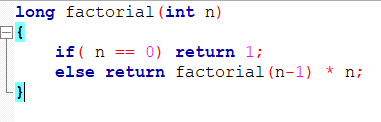 long factorial(int n)
{
    if( n == 0) return 1;
    else return factorial(n-1) * n;
}